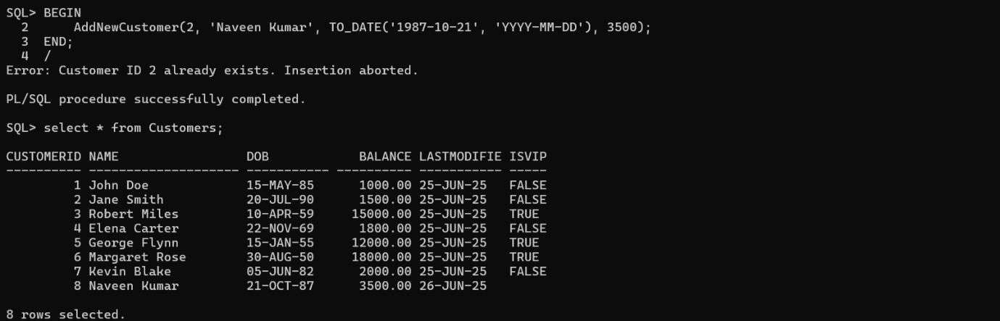 SQL> BEGIN
  2      AddNewCustomer(2, 'Naveen Kumar', TO_DATE('1987-10-21', 'YYYY-MM-DD'), 3500);
  3  END;
  4  /
Error: Customer ID 2 already exists. Insertion aborted.

PL/SQL procedure successfully completed.

SQL> select * from Customers;

CUSTOMERID NAME                 DOB            BALANCE LASTMODIFIE ISVIP
---------- -------------------- ----------- ---------- ----------- -----
         1 John Doe             15-MAY-85      1000.00 25-JUN-25   FALSE
         2 Jane Smith           20-JUL-90      1500.00 25-JUN-25   FALSE
         3 Robert Miles         10-APR-59     15000.00 25-JUN-25   TRUE
         4 Elena Carter         22-NOV-69      1800.00 25-JUN-25   FALSE
         5 George Flynn         15-JAN-55     12000.00 25-JUN-25   TRUE
         6 Margaret Rose        30-AUG-50     18000.00 25-JUN-25   TRUE
         7 Kevin Blake          05-JUN-82      2000.00 25-JUN-25   FALSE
         8 Naveen Kumar         21-OCT-87      3500.00 26-JUN-25

8 rows selected.